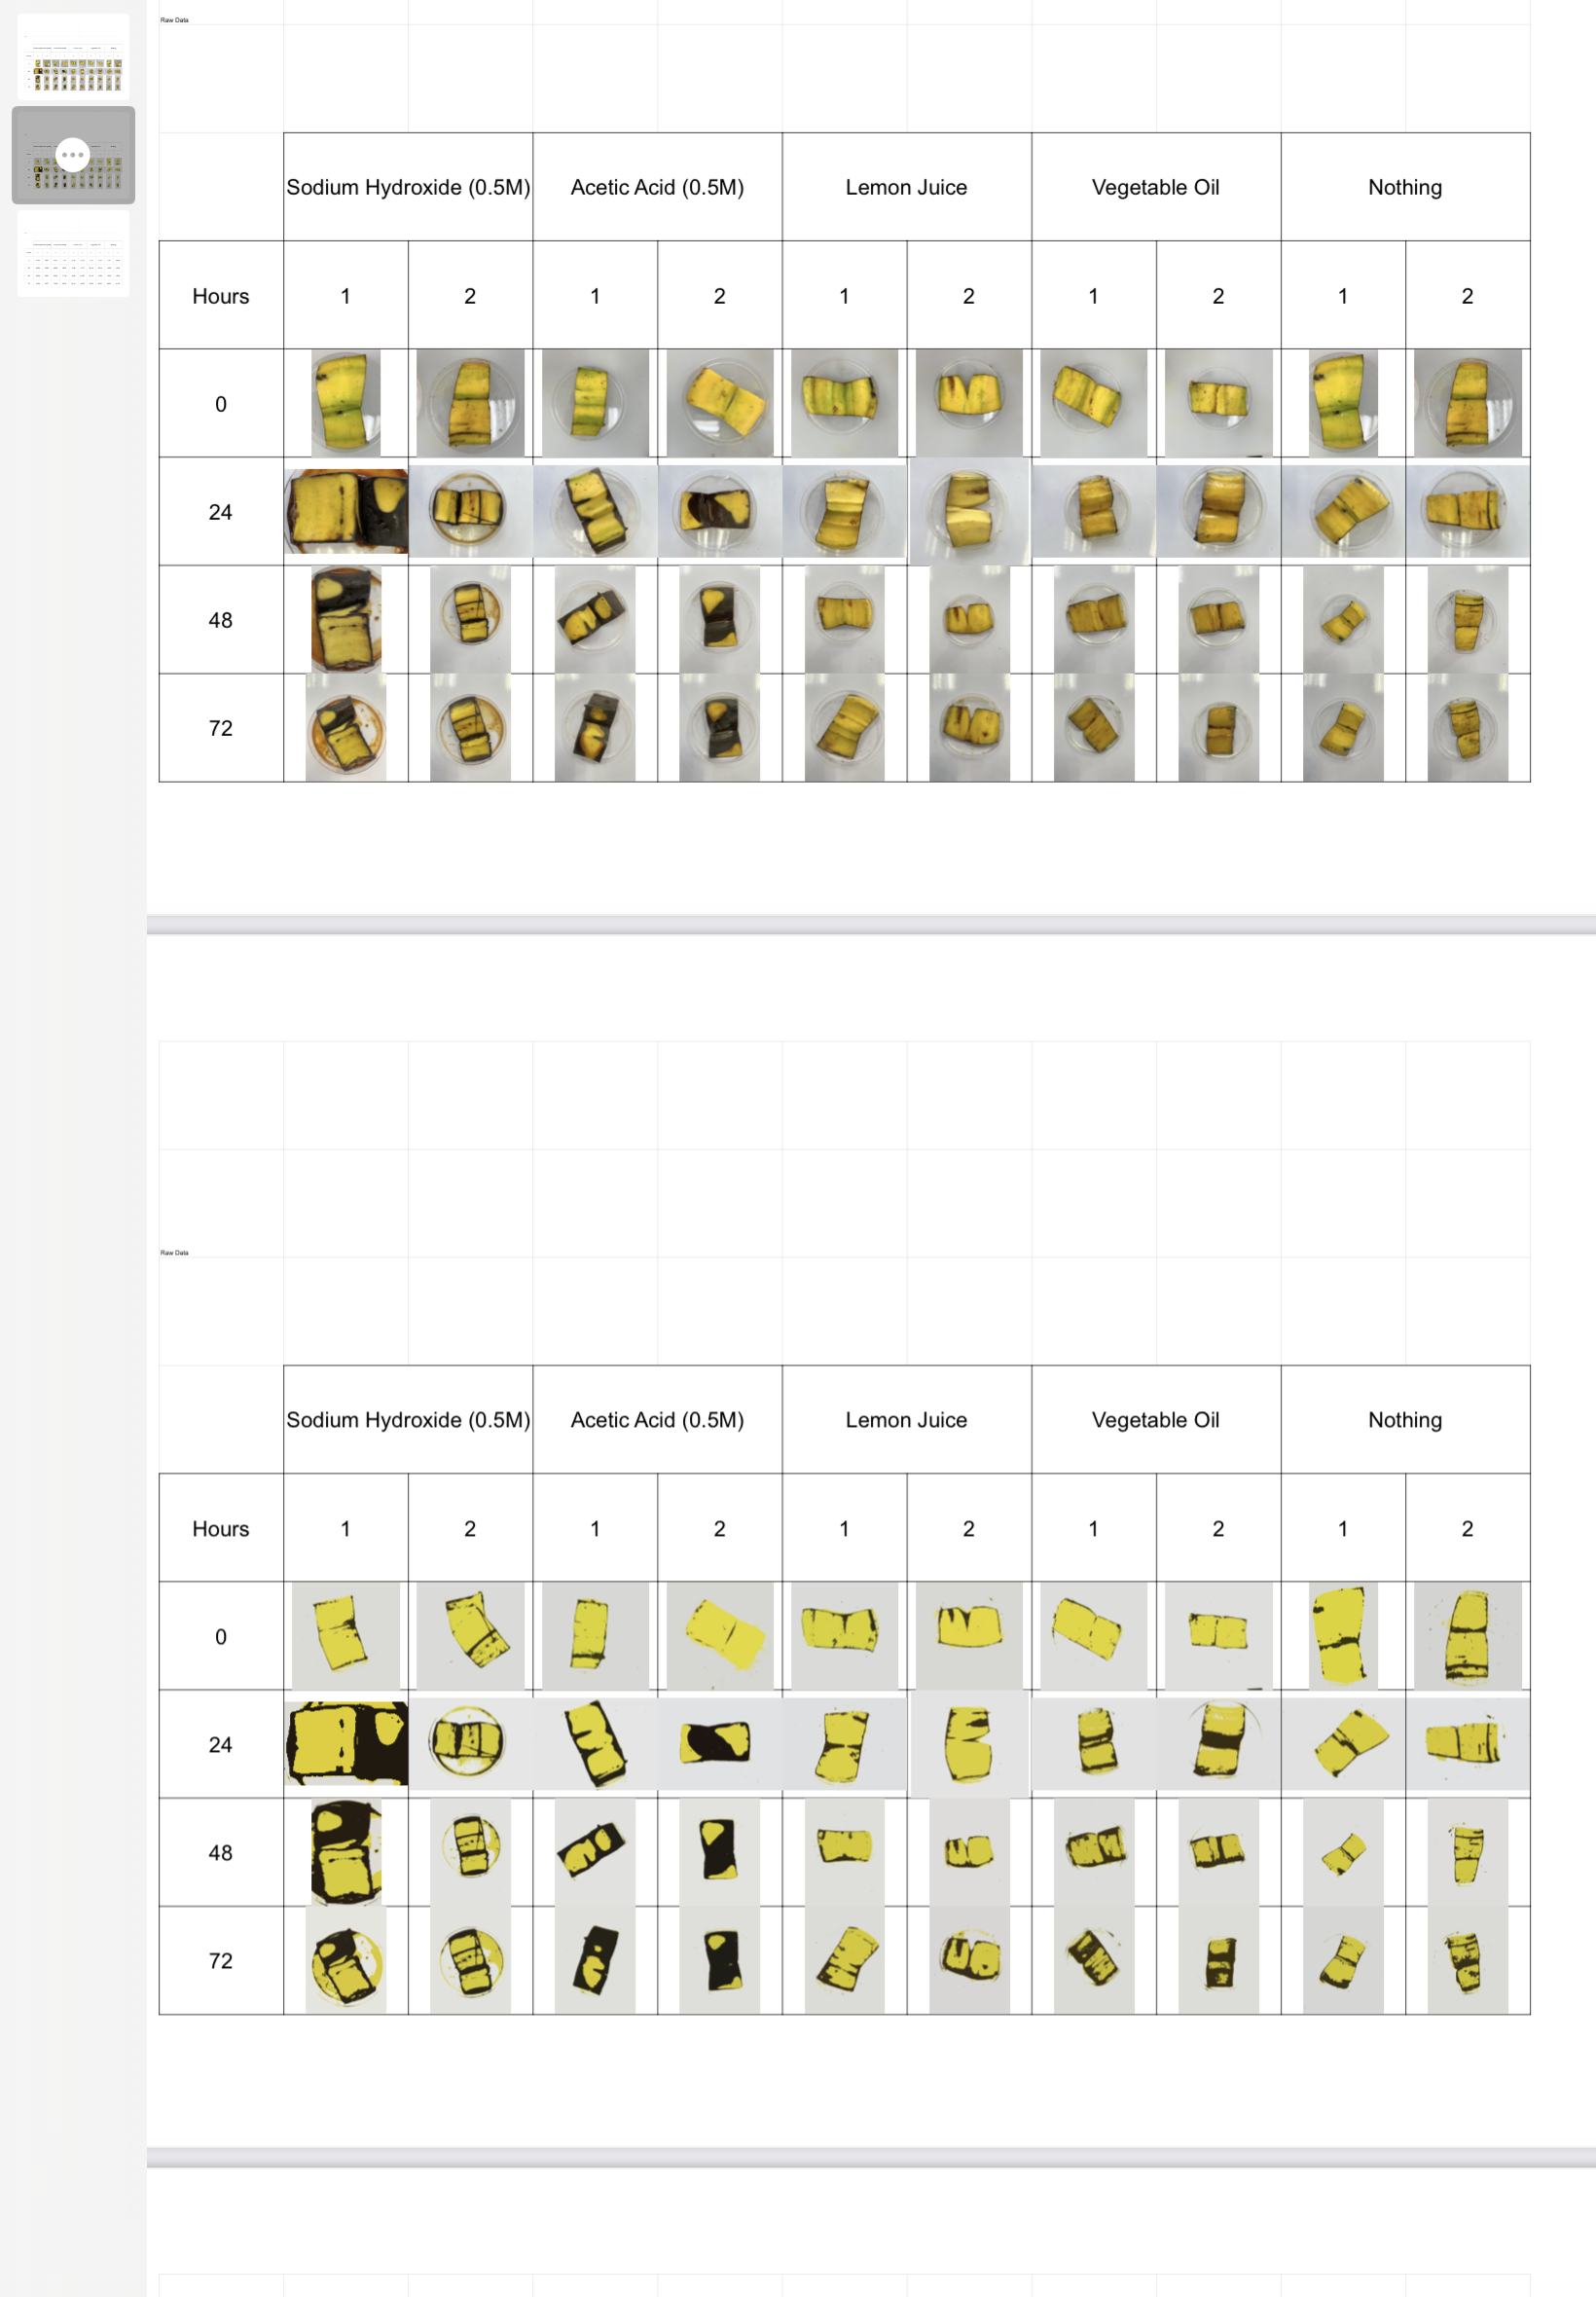 Raw Data
Sodium Hydroxide (0.5M) Acetic Acid (0.5M) Lemon Juice Vegetable Oil Nothing
Hours 1 2 1 2 1 2 1 2 1 2
0
24
48
72
Raw Data
Sodium Hydroxide (0.5M) Acetic Acid (0.5M) Lemon Juice Vegetable Oil Nothing
Hours 1 2 1 2 1 2 1 2 1 2
0
24
48
72